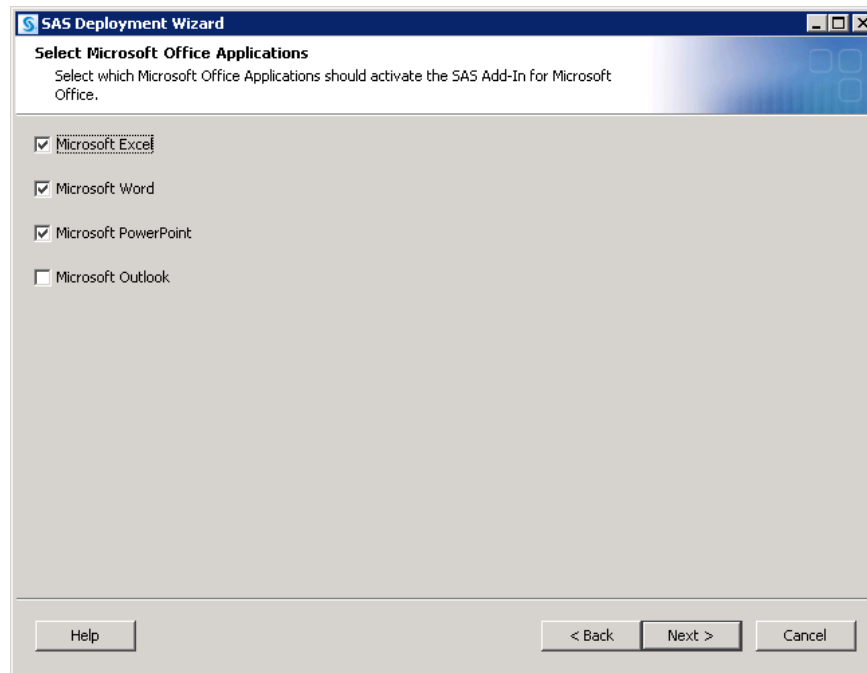 SAS Deployment Wizard
Select Microsoft Office Applications
Select which Microsoft Office Applications should activate the SAS Add-In for Microsoft
Office.
Microsoft Excel
Microsoft Word
Microsoft PowerPoint
Microsoft Outlook
Help
< Back
Next >
Cancel